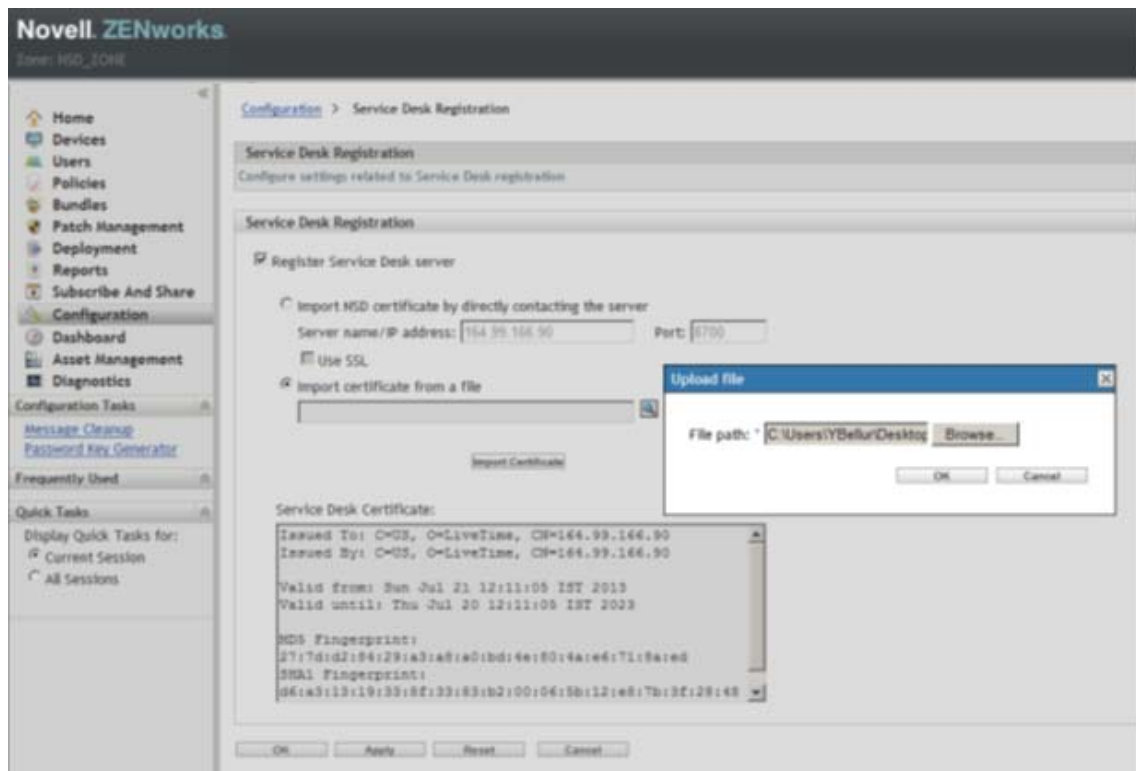 Novell ZENworks
Zone: NSD_ZONE
Home
Devices
Users
Policies
Bundles
Patch Management
Deployment
Reports
Subscribe And Share
Configuration
Dashboard
Asset Management
Diagnostics
Configuration Tasks
Message Cleanup
Password Key Generator
Frequently Used
Quick Tasks
Display Quick Tasks for:
Current Session
All Sessions
Configuration > Service Desk Registration
Service Desk Registration
Configure settings related to Service Desk registration
Service Desk Registration
Register Service Desk server
Import NSD certificate by directly contacting the server
Server name/IP address: 164.99.166.90 Port:
Use SSL
Import certificate from a file
Import Certificate
Upload file
File path: * C:\Users\YBellur\Desktop Browse...
OK Cancel
Service Desk Certificate:
Issued To: C=US, O=LiveTime, CN=164.99.166.90
Issued By: C=US, O=LiveTime, CN=164.99.166.90
Valid from: Sun Jul 21 12:11:05 IST 2013
Valid until: Thu Jul 20 12:11:05 IST 2023
MD5 Fingerprint:
SHA1 Fingerprint:
OK Apply Reset Cancel